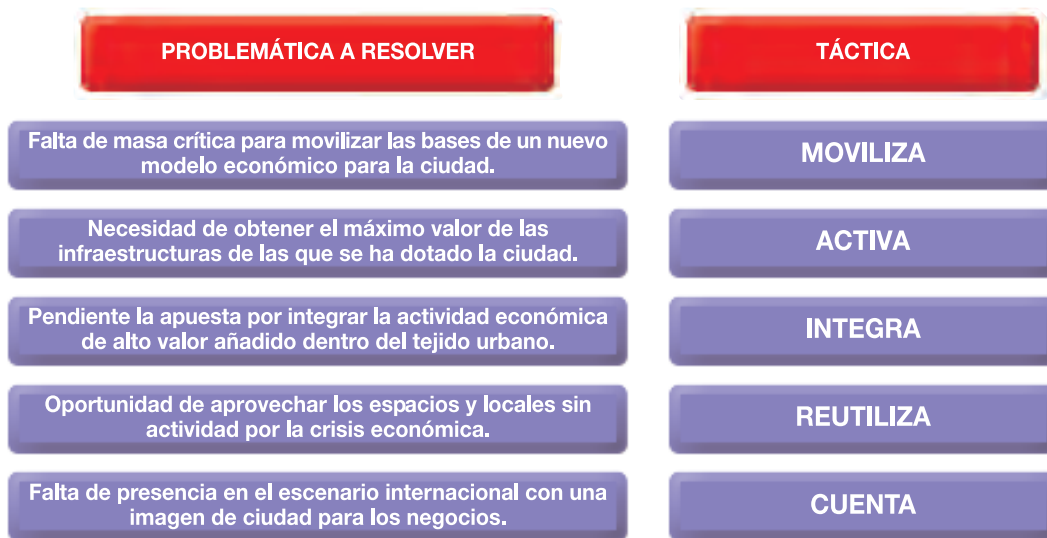 PROBLEMÁTICA A RESOLVER
TÁCTICA
Falta de masa crítica para movilizar las bases de un nuevo
modelo económico para la ciudad.
MOVILIZA
Necesidad de obtener el máximo valor de las
infraestructuras de las que se ha dotado la ciudad.
ACTIVA
Pendiente la apuesta por integrar la actividad económica
de alto valor añadido dentro del tejido urbano.
INTEGRA
Oportunidad de aprovechar los espacios y locales sin
actividad por la crisis económica.
REUTILIZA
Falta de presencia en el escenario internacional con una
imagen de ciudad para los negocios.
CUENTA